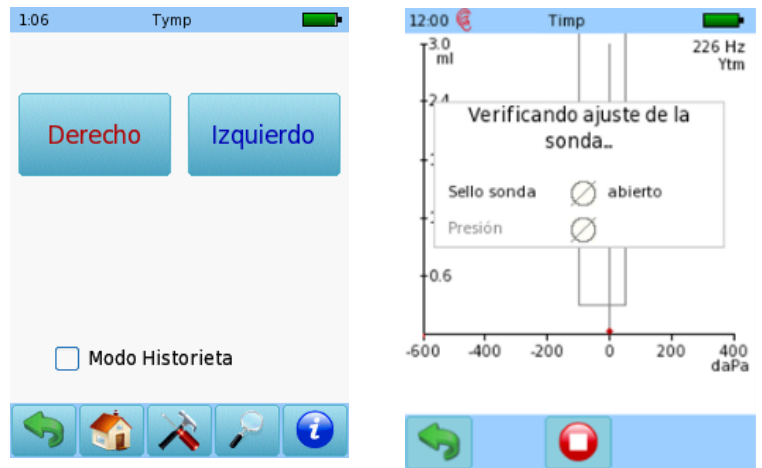 1:06 Tymp
Derecho Izquierdo
Modo Historieta
12:00 Timp
3.0
ml
226 Hz
Ytm
2.4
Verificando ajuste de la
sonda..
Sello sonda abierto
Presión
0.6
-600 -400 -200 0 200 400
daPa